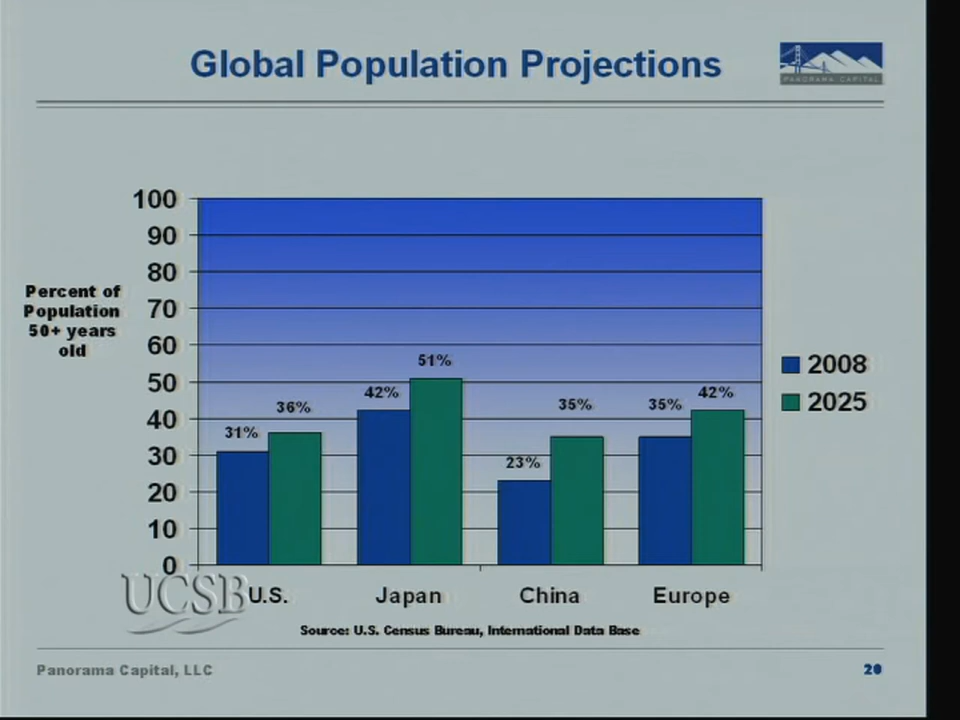 Global Population Projections
PANORAMA CAPITAL
100
90
80
70
60
50
40
30
20
10
0
Percent of
Population
50+ years
old
31%
36%
42%
51%
23%
35%
35%
42%
2008
2025
U.S.
Japan
China
Europe
UCSB
Source: U.S. Census Bureau, International Data Base
Panorama Capital, LLC
20